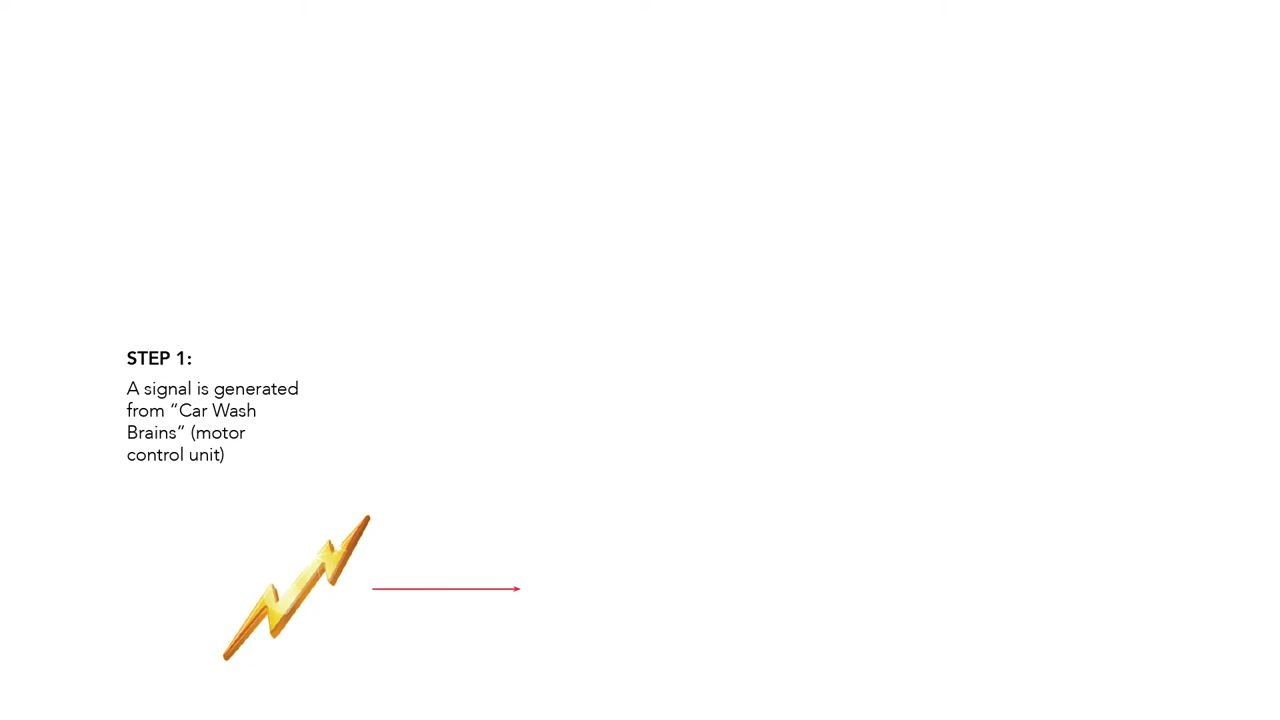 STEP 1:
A signal is generated
from “Car Wash
Brains” (motor
control unit)